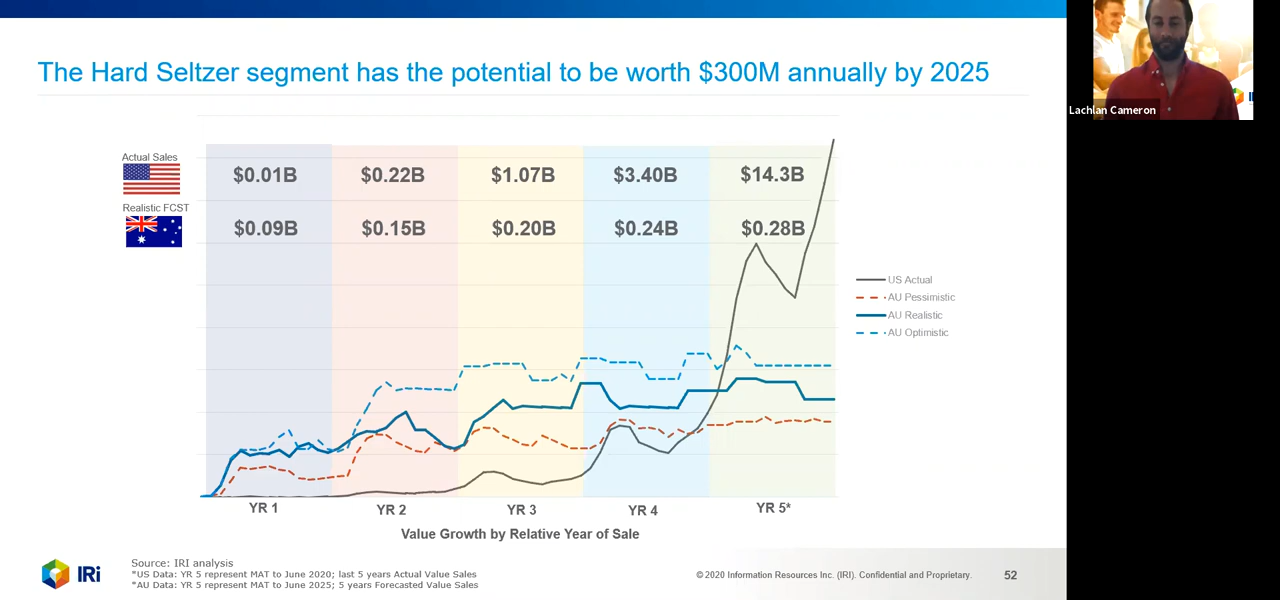 The Hard Seltzer segment has the potential to be worth $300M annually by 2025
Lachlan Cameron
Actual Sales
$0.01B $0.22B $1.07B $3.40B $14.3B
Realistic FCST
$0.09B $0.15B $0.20B $0.24B $0.28B
US Actual
AU Pessimistic
AU Realistic
AU Optimistic
YR 1 YR 2 YR 3 YR 4 YR 5*
Value Growth by Relative Year of Sale
IRi
Source: IRI analysis
*US Data: YR 5 represent MAT to June 2020; last 5 years Actual Value Sales
*AU Data: YR 5 represent MAT to June 2025; 5 years Forecasted Value Sales
© 2020 Information Resources Inc. (IRI). Confidential and Proprietary.
52